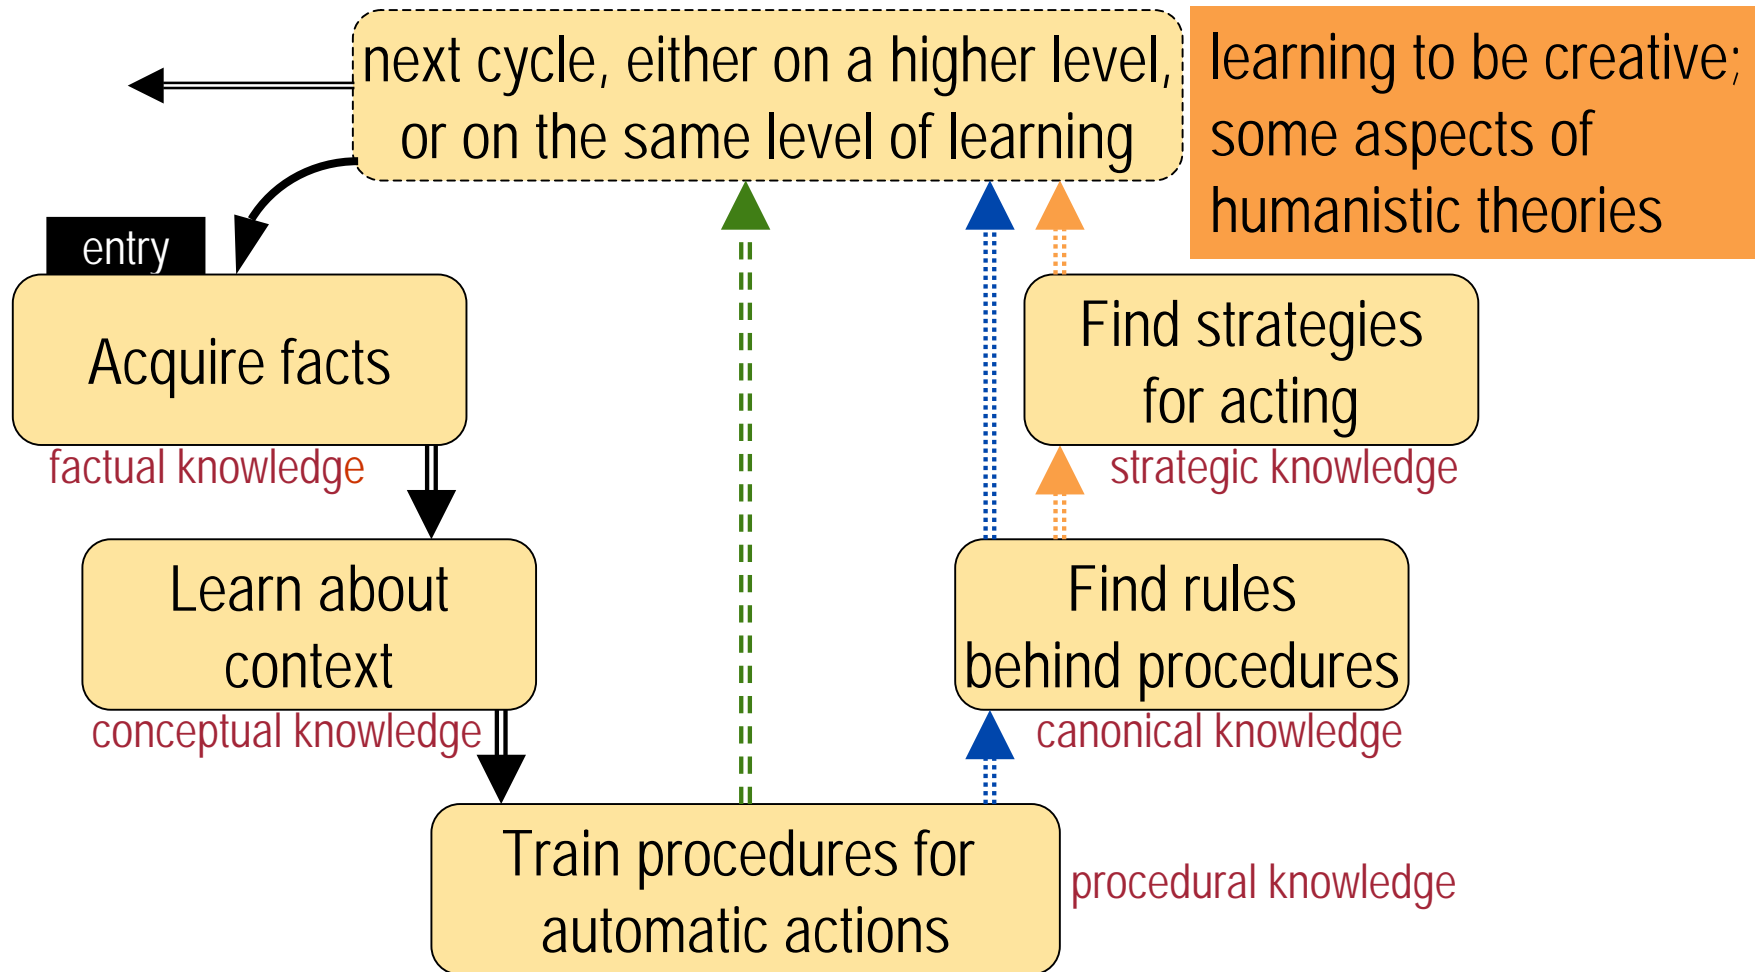 next cycle, either on a higher level,
or on the same level of learning
learning to be creative;
some aspects of
humanistic theories
entry
Acquire facts
factual knowledge
Find strategies
for acting
strategic knowledge
Learn about
context
conceptual knowledge
Find rules
behind procedures
canonical knowledge
Train procedures for
automatic actions
procedural knowledge